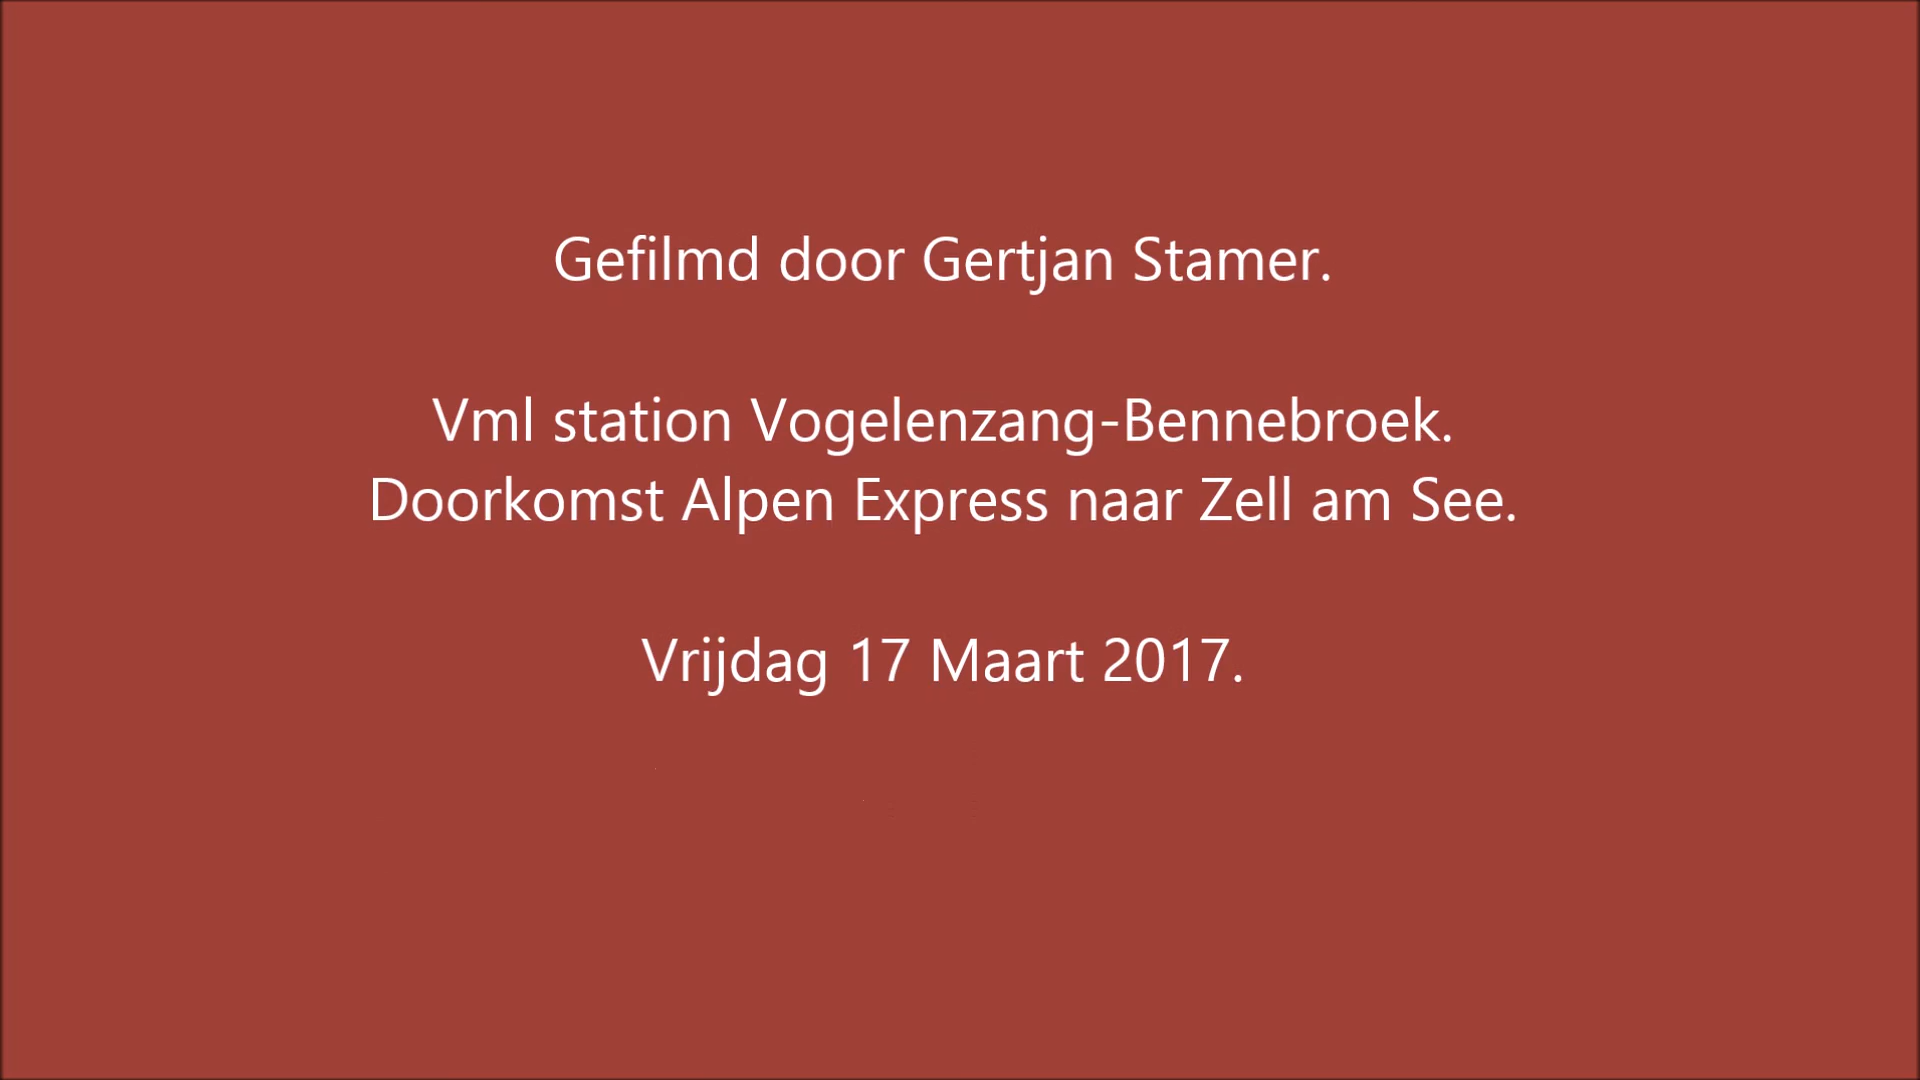 Gefilmd door Gertjan Stamer.
Vml station Vogelenzang-Bennebroek.
Doorkomst Alpen Express naar Zell am See.
Vrijdag 17 Maart 2017.